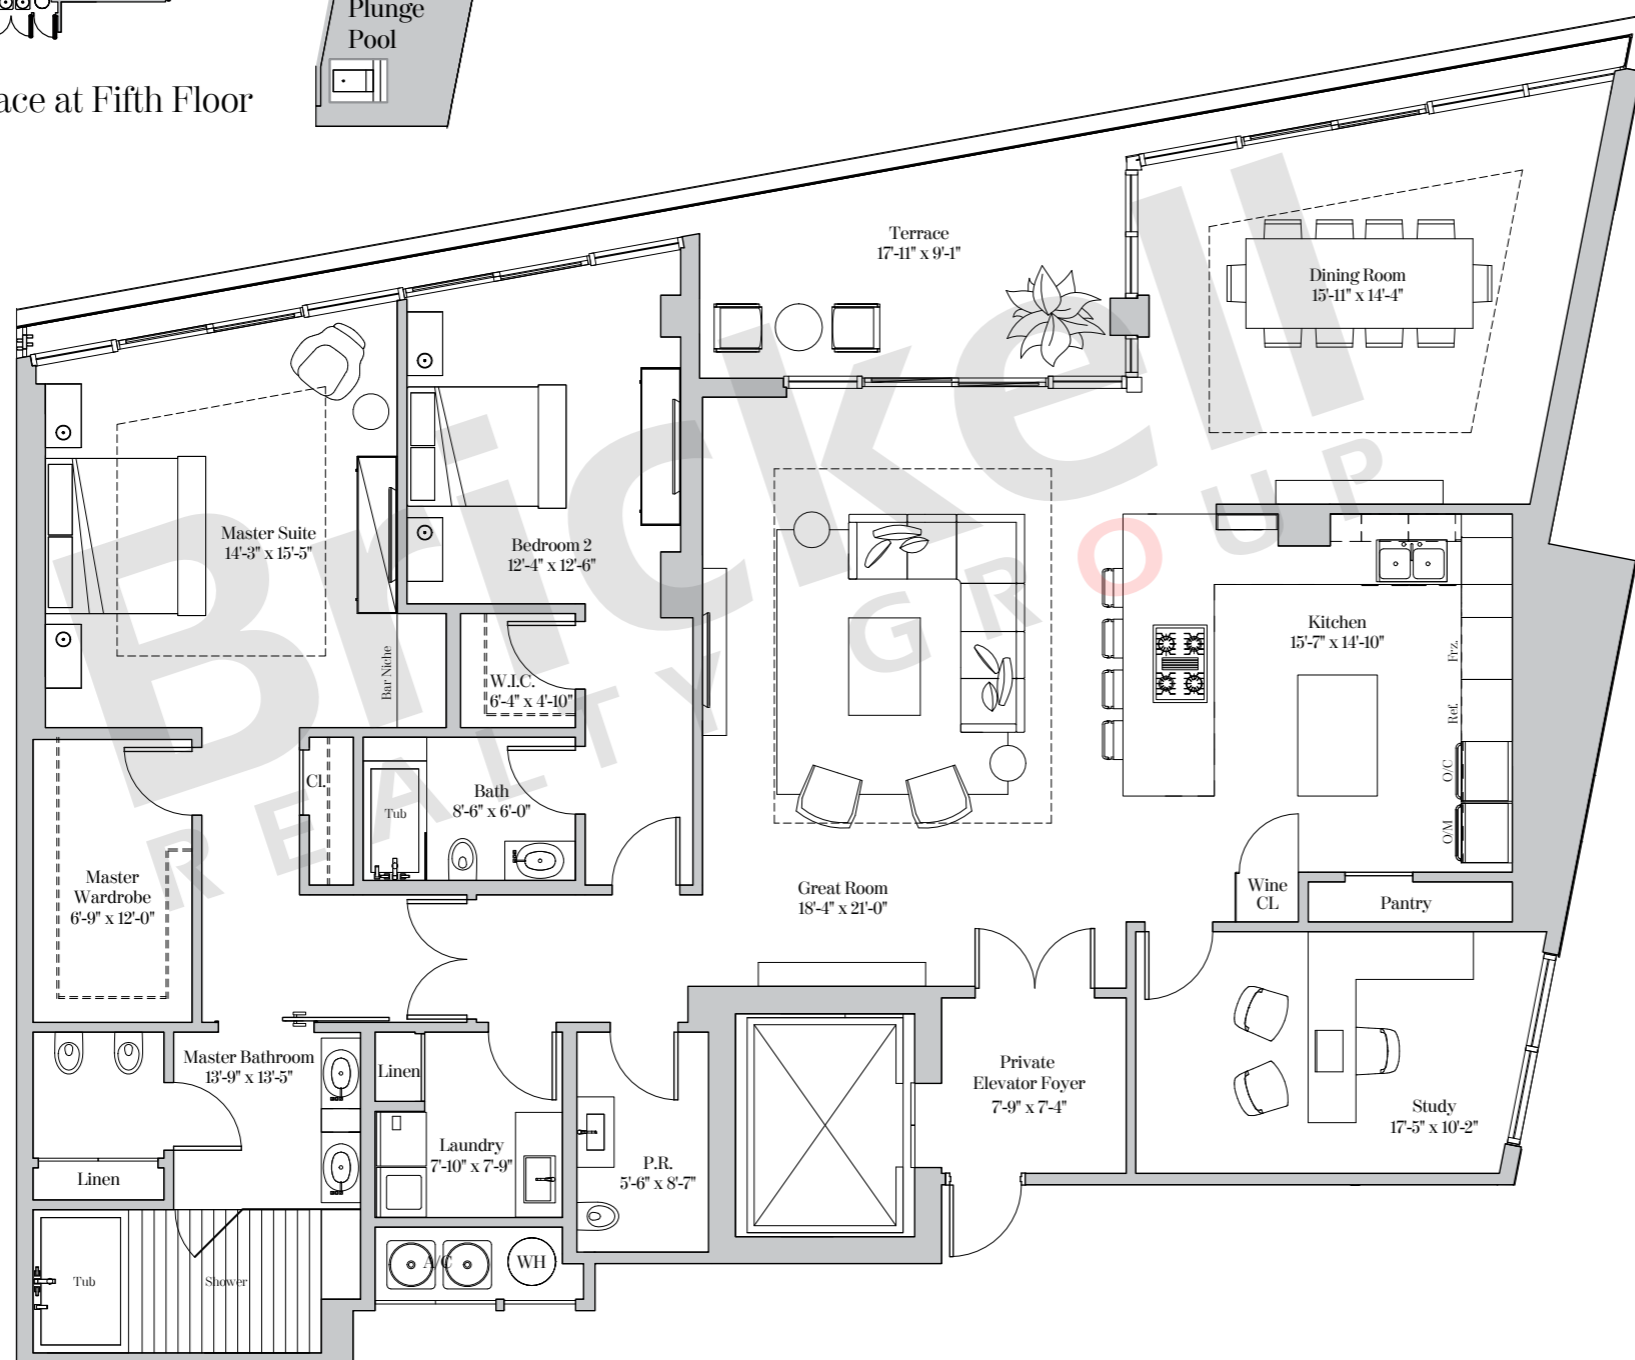 Plunge
Pool
ace at Fifth Floor
Terrace
17'-11" x 9'-1"
Dining Room
15'-11" x 14'-4"
Master Suite
14'-3" x 15'-5"
Bedroom 2
12'-4" x 12'-6"
Kitchen
15'-7" x 14'-10"
Frz.
Ref.
O/C
O/M
Bar Niche
W.I.C.
6'-4" x 4'-10"
Cl.
Tub
Bath
8'-6" x 6'-0"
Master
Wardrobe
6'-9" x 12'-0"
Great Room
18'-4" x 21'-0"
Wine
CL
Pantry
Master Bathroom
13'-9" x 13'-5"
Linen
Laundry
7'-10" x 7'-9"
P.R.
5'-6" x 8'-7"
Private
Elevator Foyer
7'-9" x 7'-4"
Study
17'-5" x 10'-2"
Linen
Tub
Shower
A/C
WH
Brickell
REALTY GROUP